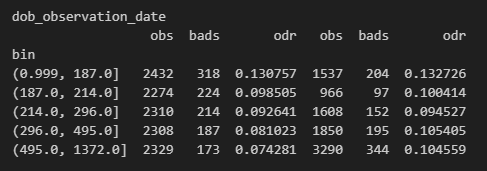 dob_observation_date
obs bads odr obs bads odr
bin
(0.999, 187.0] 2432 318 0.130757 1537 204 0.132726
(187.0, 214.0] 2274 224 0.098505 966 97 0.100414
(214.0, 296.0] 2310 214 0.092641 1608 152 0.094527
(296.0, 495.0] 2308 187 0.081023 1850 195 0.105405
(495.0, 1372.0] 2329 173 0.074281 3290 344 0.104559